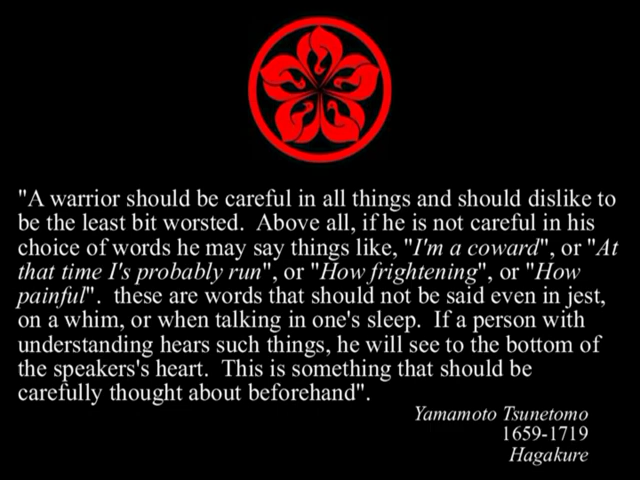 "A warrior should be careful in all things and should dislike to
be the least bit worsted.  Above all, if he is not careful in his
choice of words he may say things like, "I'm a coward", or "At
that time I's probably run", or "How frightening", or "How
painful".  these are words that should not be said even in jest,
on a whim, or when talking in one's sleep.  If a person with
understanding hears such things, he will see to the bottom of
the speakers's heart.  This is something that should be
carefully thought about beforehand".
Yamamoto Tsunetomo
1659-1719
Hagakure